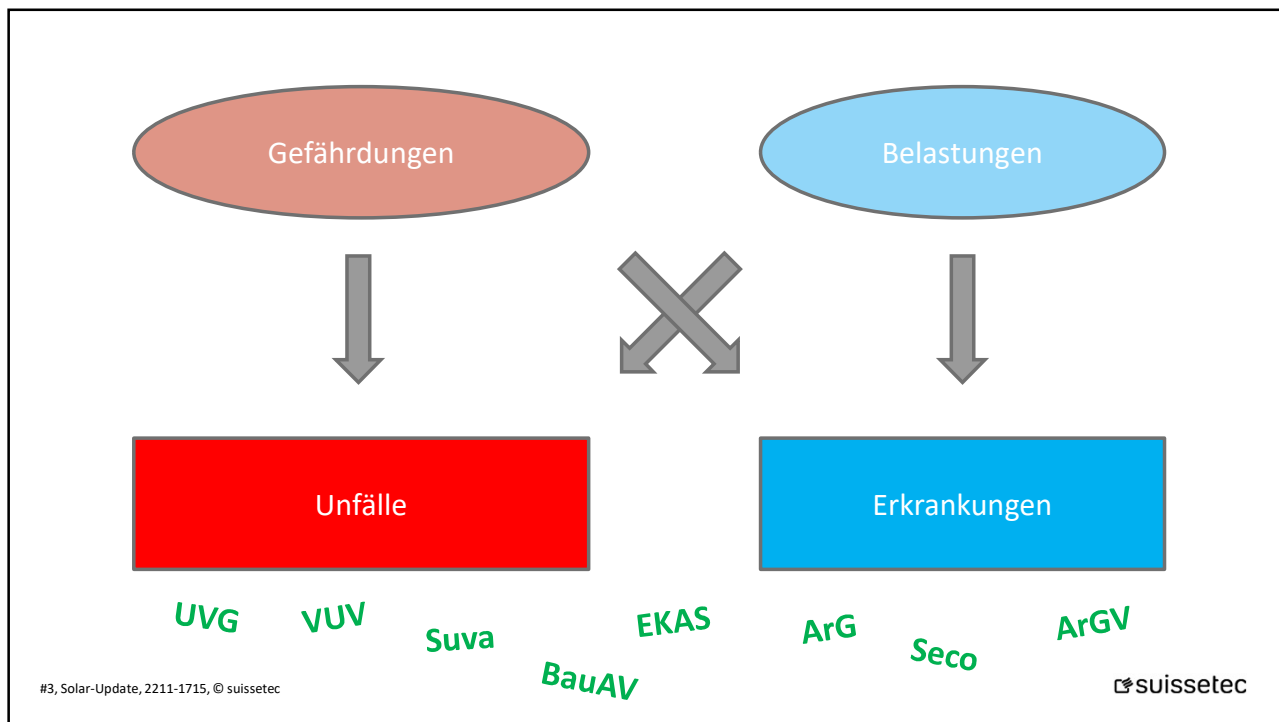 Gefährdungen
Belastungen
Unfälle
Erkrankungen
UVG
VUV
Suva
BauAV
EKAS
ArG
Seco
ArGV
#3, Solar-Update, 2211-1715, © suissetec
suissetec